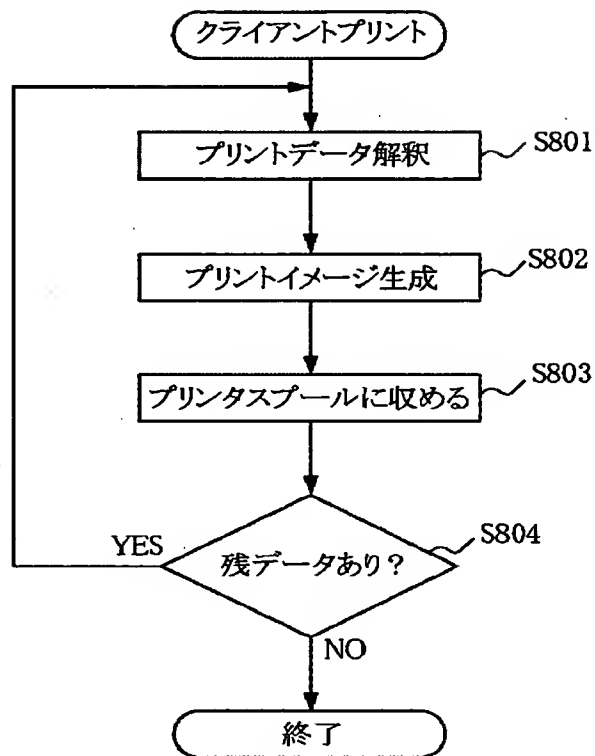 クライアントプリント
プリントデータ解釈
S801
プリントイメージ生成
S802
プリンタスプールに収める
S803
残データあり?
S804
YES
NO
終了